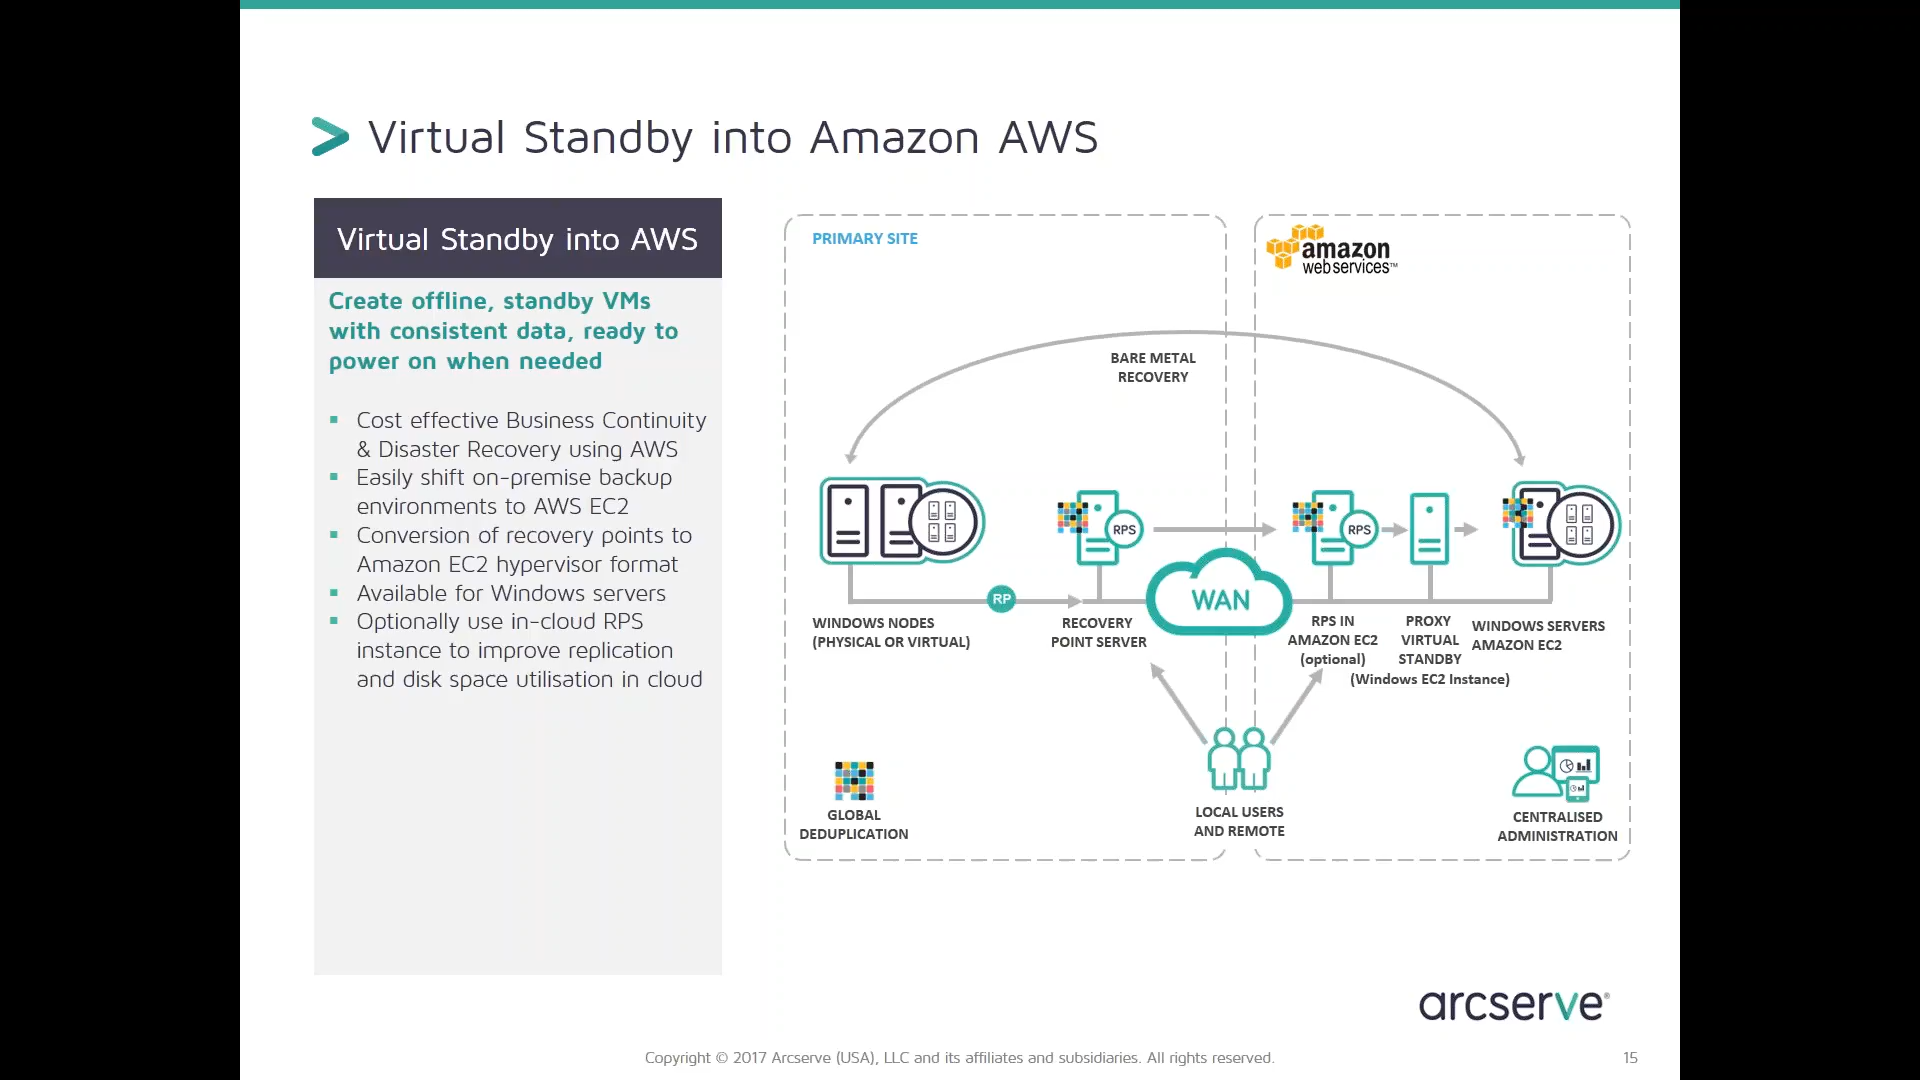 Virtual Standby into Amazon AWS
Virtual Standby into AWS
Create offline, standby VMs
with consistent data, ready to
power on when needed
▪ Cost effective Business Continuity
& Disaster Recovery using AWS
▪ Easily shift on-premise backup
environments to AWS EC2
▪ Conversion of recovery points to
Amazon EC2 hypervisor format
▪ Available for Windows servers
▪ Optionally use in-cloud RPS
instance to improve replication
and disk space utilisation in cloud
PRIMARY SITE
amazon
webservices™
BARE METAL
RECOVERY
RPS
RPS
RP
WAN
WINDOWS NODES
(PHYSICAL OR VIRTUAL)
RECOVERY
POINT SERVER
RPS IN
AMAZON EC2
(optional)
PROXY
VIRTUAL
STANDBY
WINDOWS SERVERS
AMAZON EC2
(Windows EC2 Instance)
GLOBAL
DEDUPLICATION
LOCAL USERS
AND REMOTE
CENTRALISED
ADMINISTRATION
arcserve®
Copyright © 2017 Arcserve (USA), LLC and its affiliates and subsidiaries. All rights reserved.
15